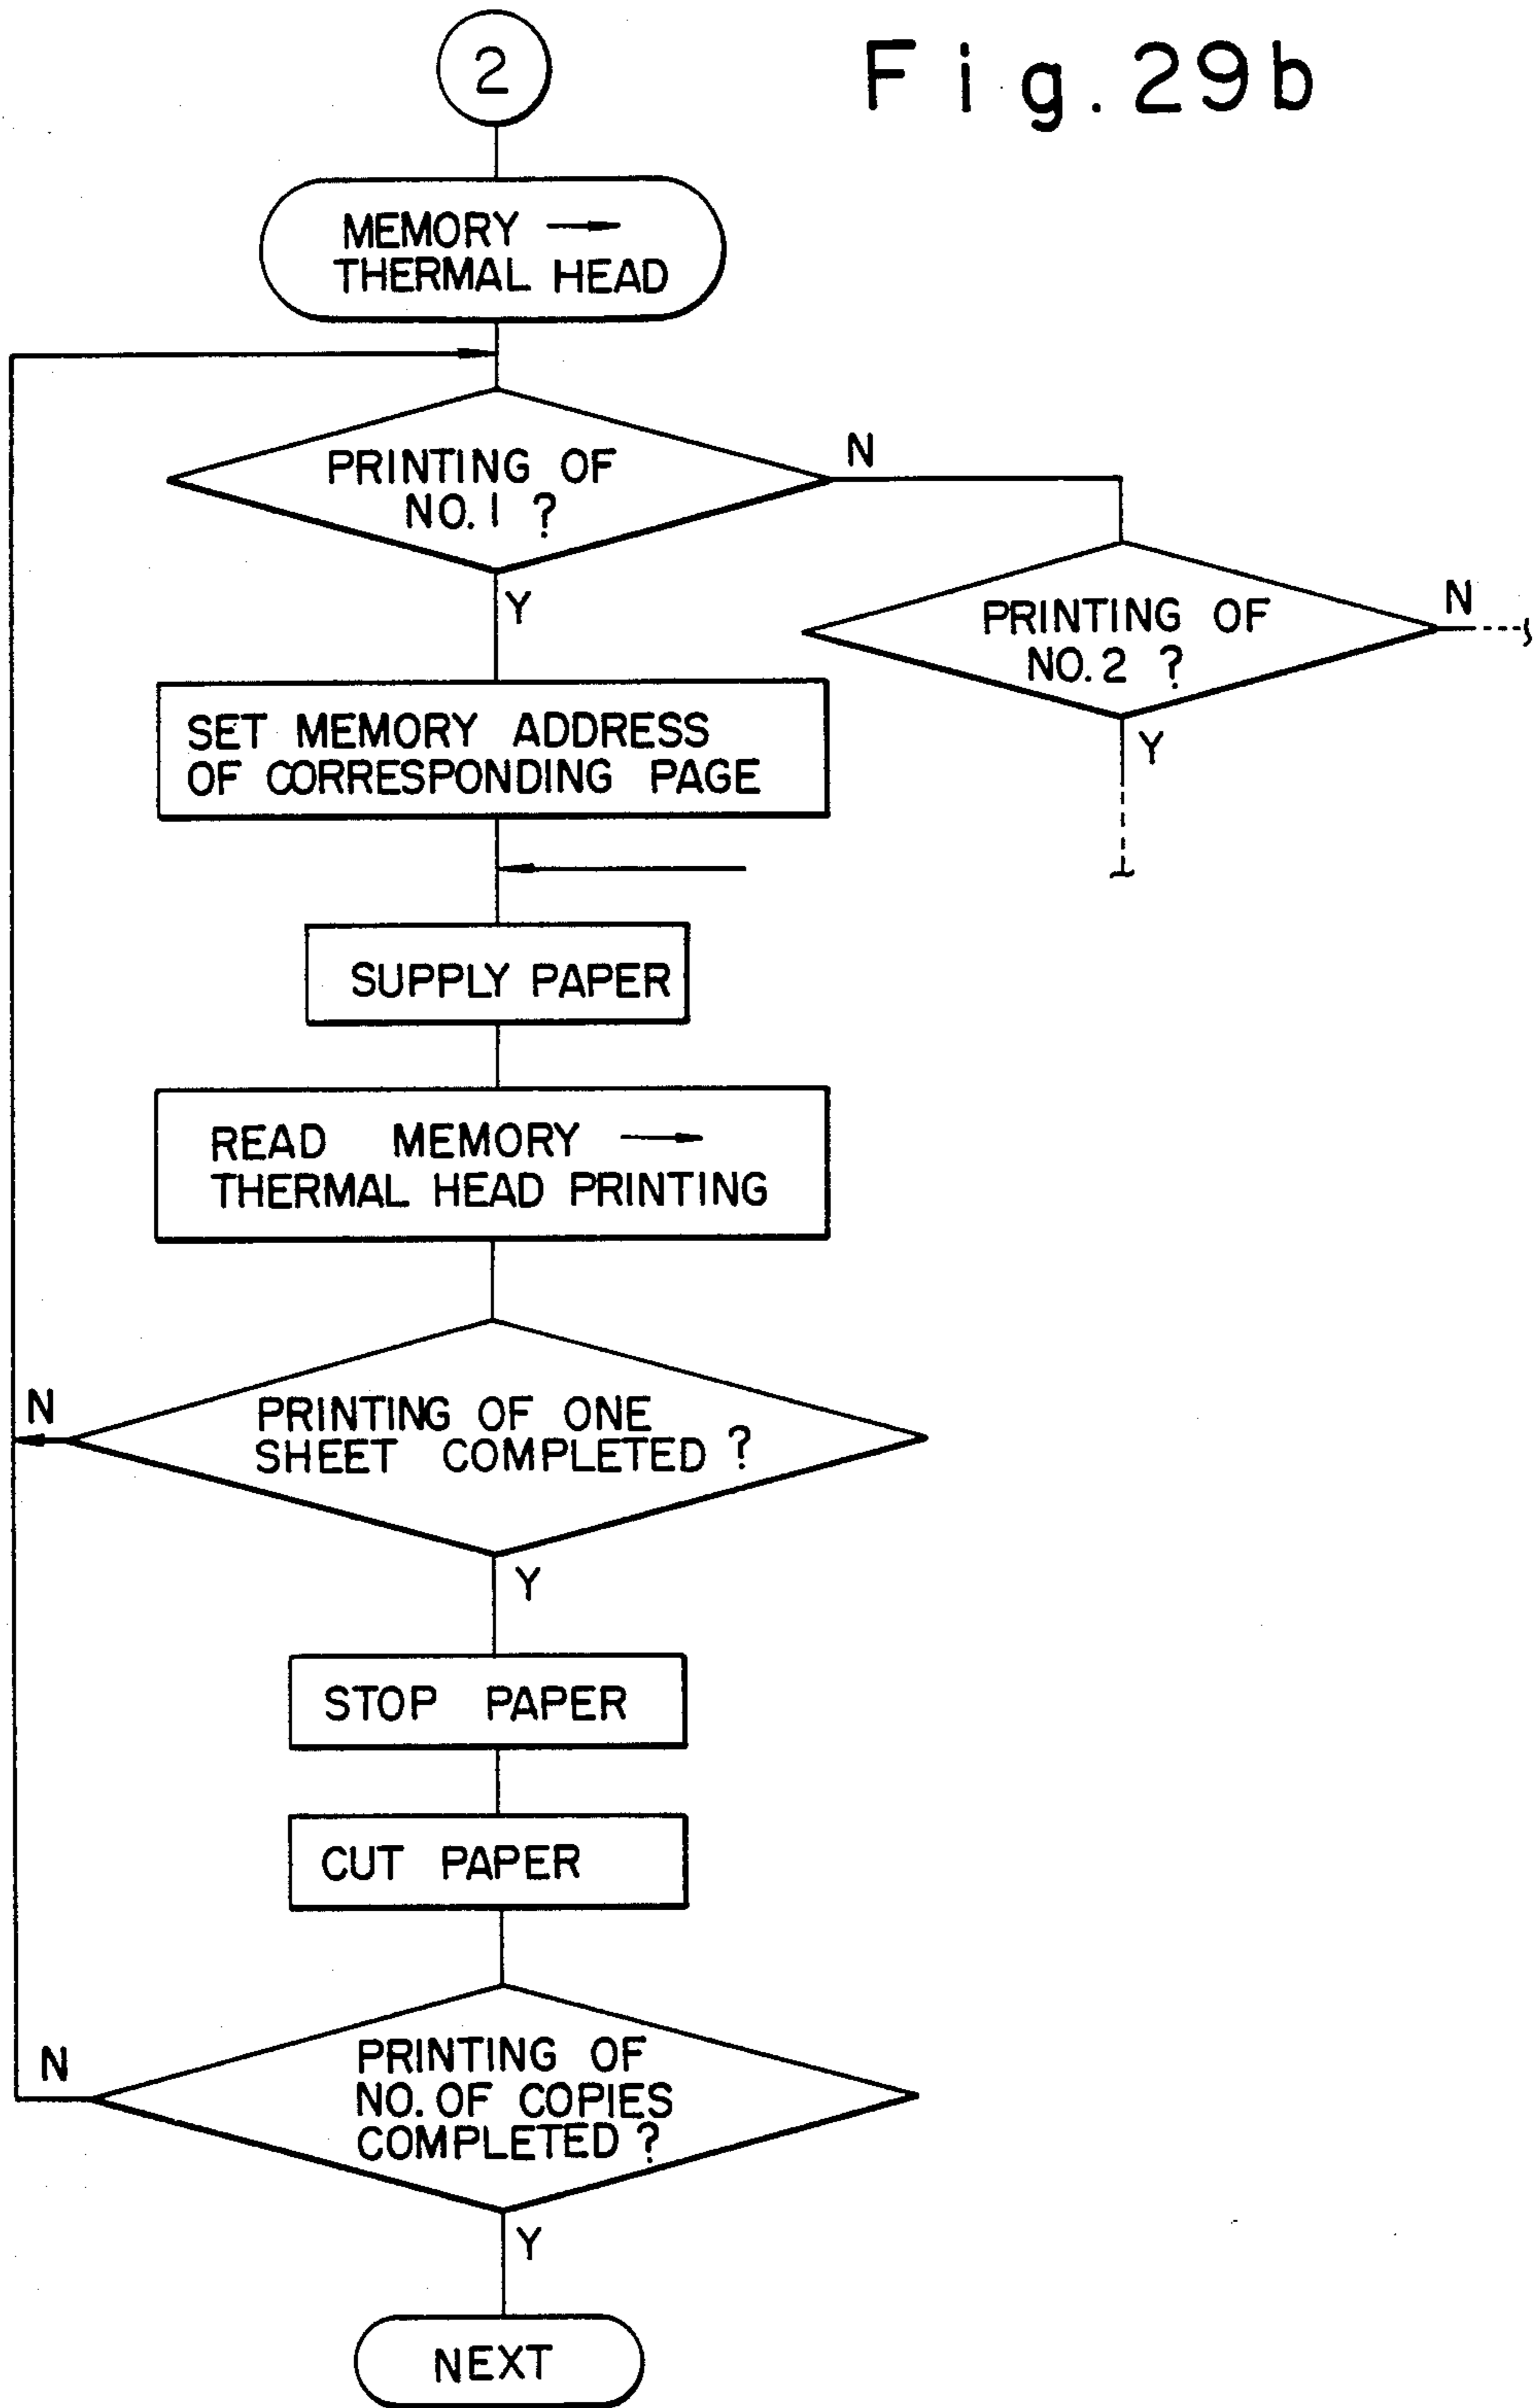 Fig. 29b
2
MEMORY →
THERMAL HEAD
PRINTING OF
NO. 1 ?
N
Y
PRINTING OF
NO. 2 ?
N
Y
SET MEMORY ADDRESS
OF CORRESPONDING PAGE
SUPPLY PAPER
READ MEMORY →
THERMAL HEAD PRINTING
PRINTING OF ONE
SHEET COMPLETED ?
N
Y
STOP PAPER
CUT PAPER
PRINTING OF
NO. OF COPIES
COMPLETED ?
N
Y
NEXT